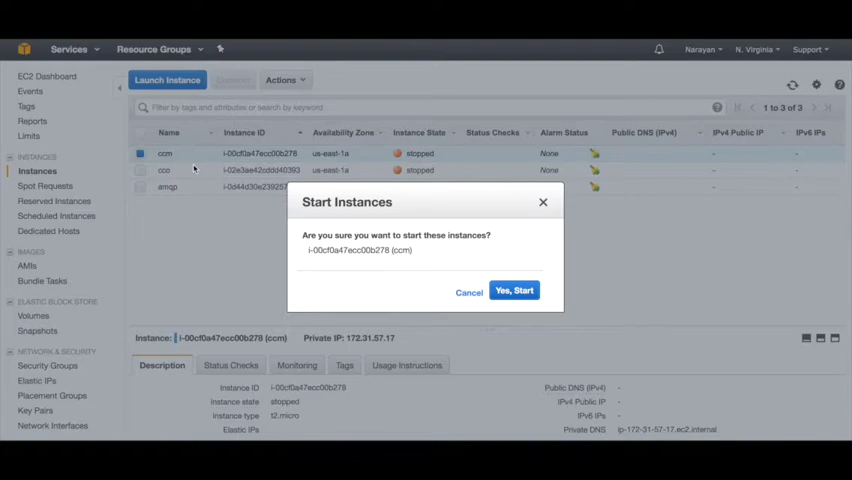 Services Resource Groups Narayan N. Virginia Support
EC2 Dashboard
Events
Tags
Reports
Limits
INSTANCES
Instances
Spot Requests
Reserved Instances
Scheduled Instances
Dedicated Hosts
IMAGES
AMIs
Bundle Tasks
ELASTIC BLOCK STORE
Volumes
Snapshots
NETWORK & SECURITY
Security Groups
Elastic IPs
Placement Groups
Key Pairs
Network Interfaces
Launch Instance Actions
Filter by tags and attributes or search by keyword 1 to 3 of 3
Name Instance ID Availability Zone Instance State Status Checks Alarm Status Public DNS (IPv4) IPv4 Public IP IPv6 IPs
ccm i-00cf0a47ecc00b278 us-east-1a stopped None - - -
cco i-02e3ae42cddd40393 us-east-1a stopped None - - -
amqp
Start Instances
Are you sure you want to start these instances?
i-00cf0a47ecc00b278 (ccm)
Cancel Yes, Start
Instance: i-00cf0a47ecc00b278 (ccm) Private IP: 172.31.57.17
Description Status Checks Monitoring Tags Usage Instructions
Instance ID i-00cf0a47ecc00b278 Public DNS (IPv4) -
Instance state stopped IPv4 Public IP -
Instance type t2.micro IPv6 IPs -
Elastic IPs Private DNS ip-172-31-57-17.ec2.internal